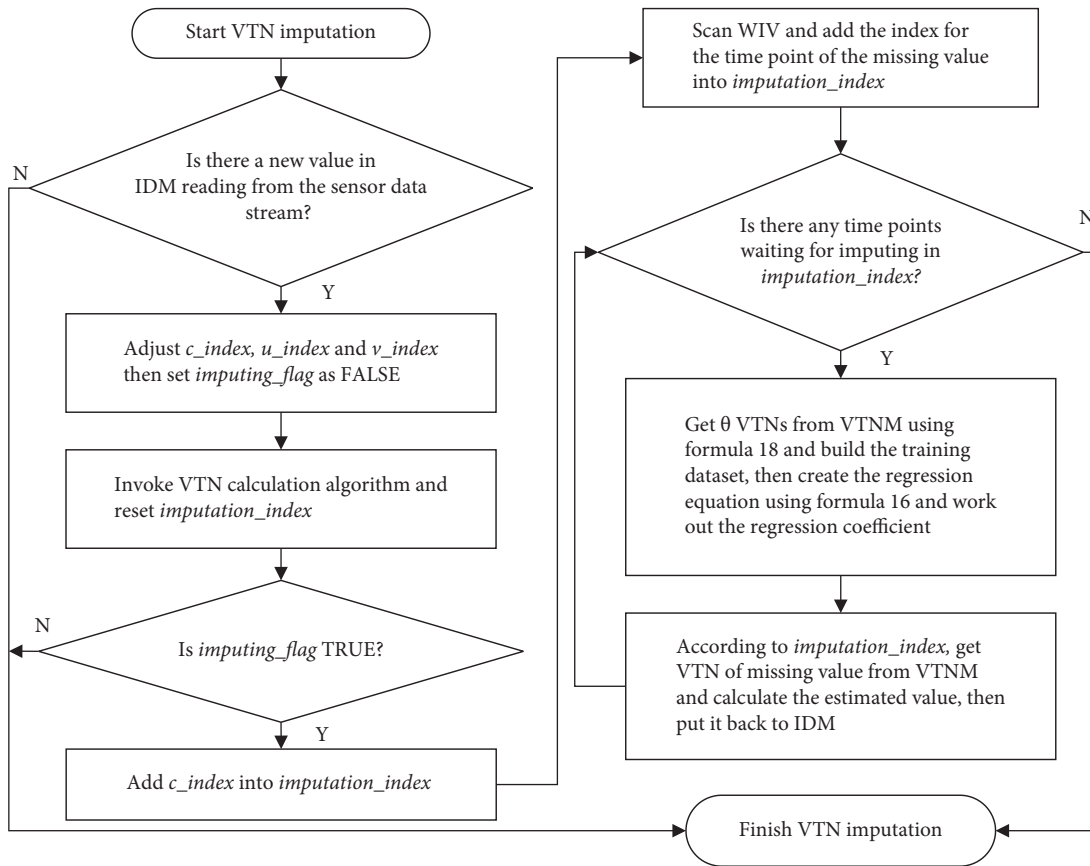 Start VTN imputation
N
Is there a new value in
IDM reading from the sensor data
stream?
Y
Adjust c_index, u_index and v_index
then set imputing_flag as FALSE
Invoke VTN calculation algorithm and
reset imputation_index
N
Is imputing_flag TRUE?
Y
Add c_index into imputation_index
Scan WIV and add the index for
the time point of the missing value
into imputation_index
N
Is there any time points
waiting for imputing in
imputation_index?
Y
Get θ VTNs from VTNM using
formula 18 and build the training
dataset, then create the regression
equation using formula 16 and work
out the regression coefficient
According to imputation_index, get
VTN of missing value from VTNM
and calculate the estimated value, then
put it back to IDM
Finish VTN imputation